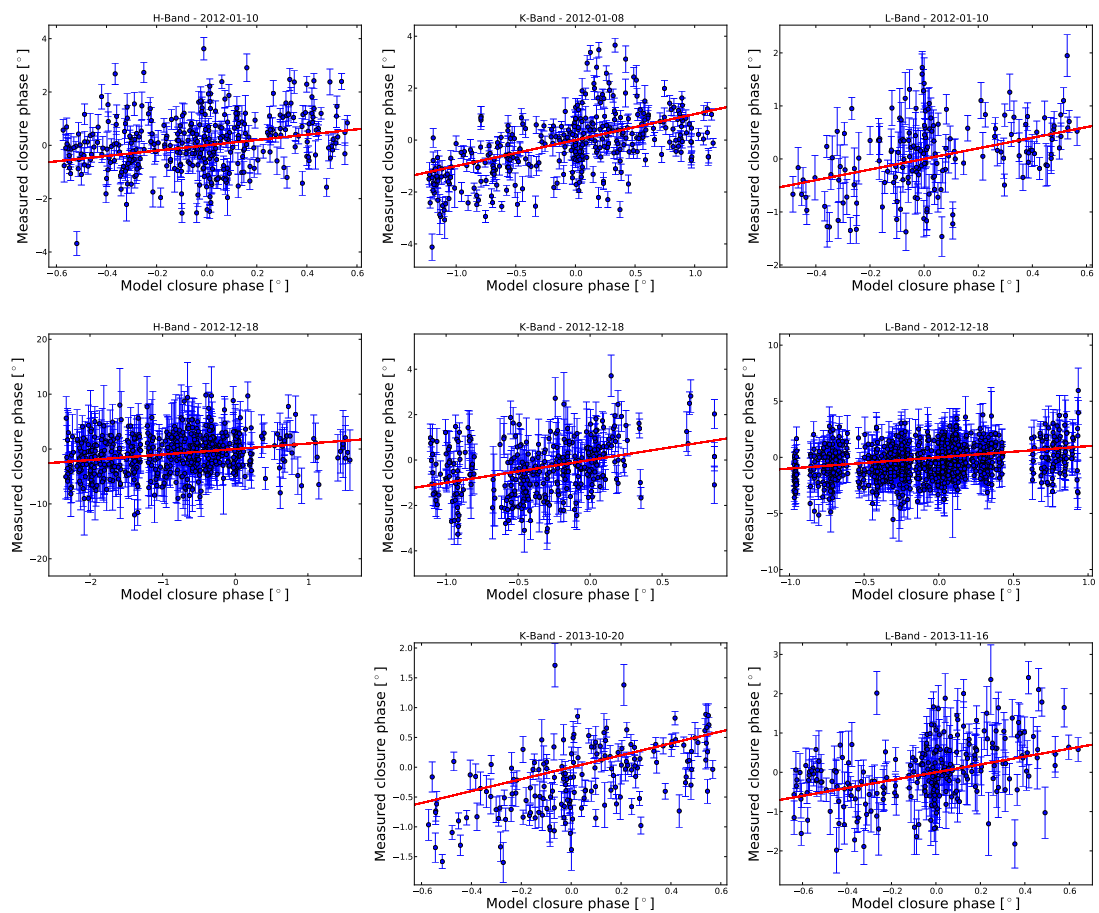 H-Band - 2012-01-10
Measured closure phase [°]
4
2
0
−2
−4
−0.6 −0.4 −0.2 0.0 0.2 0.4 0.6
Model closure phase [°]
K-Band - 2012-01-08
Measured closure phase [°]
4
2
0
−2
−4
−1.0 −0.5 0.0 0.5 1.0
Model closure phase [°]
L-Band - 2012-01-10
Measured closure phase [°]
2
1
0
−1
−2
−0.4 −0.2 0.0 0.2 0.4 0.6
Model closure phase [°]
H-Band - 2012-12-18
Measured closure phase [°]
20
10
0
−10
−20
−2 −1 0 1
Model closure phase [°]
K-Band - 2012-12-18
Measured closure phase [°]
4
2
0
−2
−4
−1.0 −0.5 0.0 0.5
Model closure phase [°]
L-Band - 2012-12-18
Measured closure phase [°]
10
5
0
−5
−10
−1.0 −0.5 0.0 0.5 1.0
Model closure phase [°]
K-Band - 2013-10-20
Measured closure phase [°]
2.0
1.5
1.0
0.5
0.0
−0.5
−1.0
−1.5
−0.6 −0.4 −0.2 0.0 0.2 0.4 0.6
Model closure phase [°]
L-Band - 2013-11-16
Measured closure phase [°]
3
2
1
0
−1
−2
−0.6 −0.4 −0.2 0.0 0.2 0.4 0.6
Model closure phase [°]